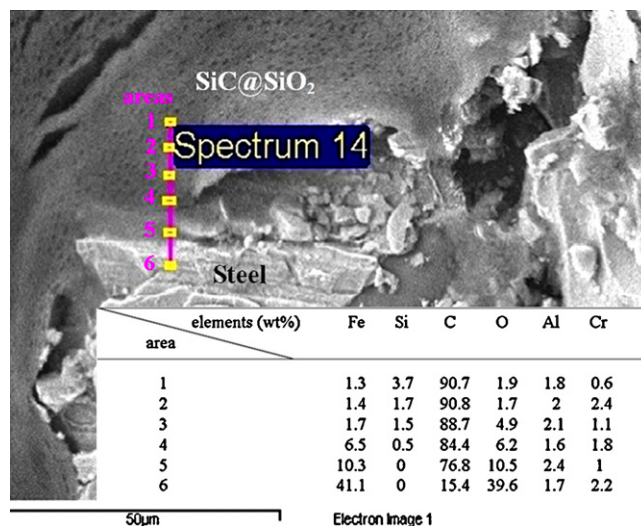 SiC@SiO₂
areas
1
2
3
4
5
6
Spectrum 14
Steel
elements (wt%) Fe Si C O Al Cr
area
1 1.3 3.7 90.7 1.9 1.8 0.6
2 1.4 1.7 90.8 1.7 2 2.4
3 1.7 1.5 88.7 4.9 2.1 1.1
4 6.5 0.5 84.4 6.2 1.6 1.8
5 10.3 0 76.8 10.5 2.4 1
6 41.1 0 15.4 39.6 1.7 2.2
50µm Electron Image 1